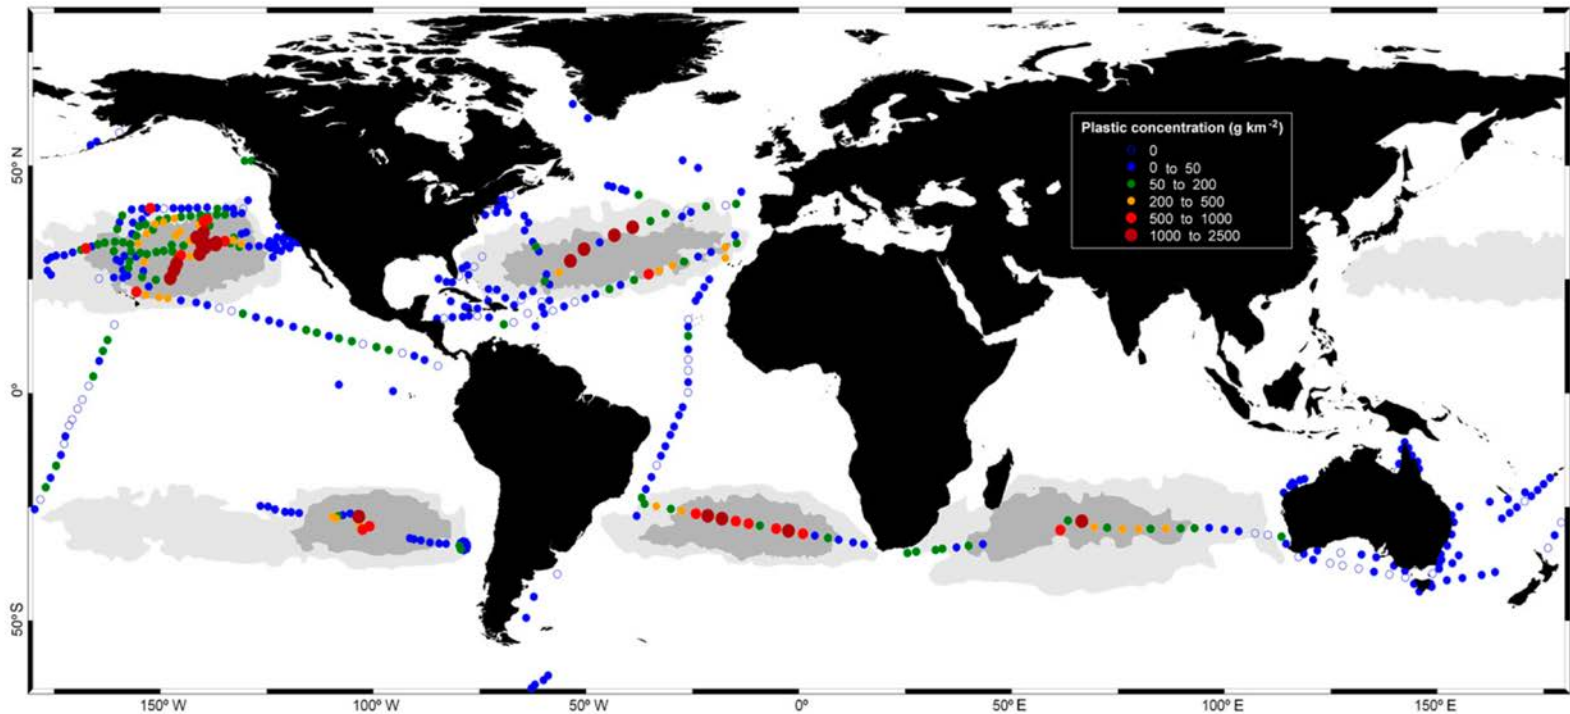 Plastic concentration (g km-2)
0
0 to 50
50 to 200
200 to 500
500 to 1000
1000 to 2500
50º N
0º
50ºS
150º W
100º W
50º W
0º
50º E
100º E
150º E